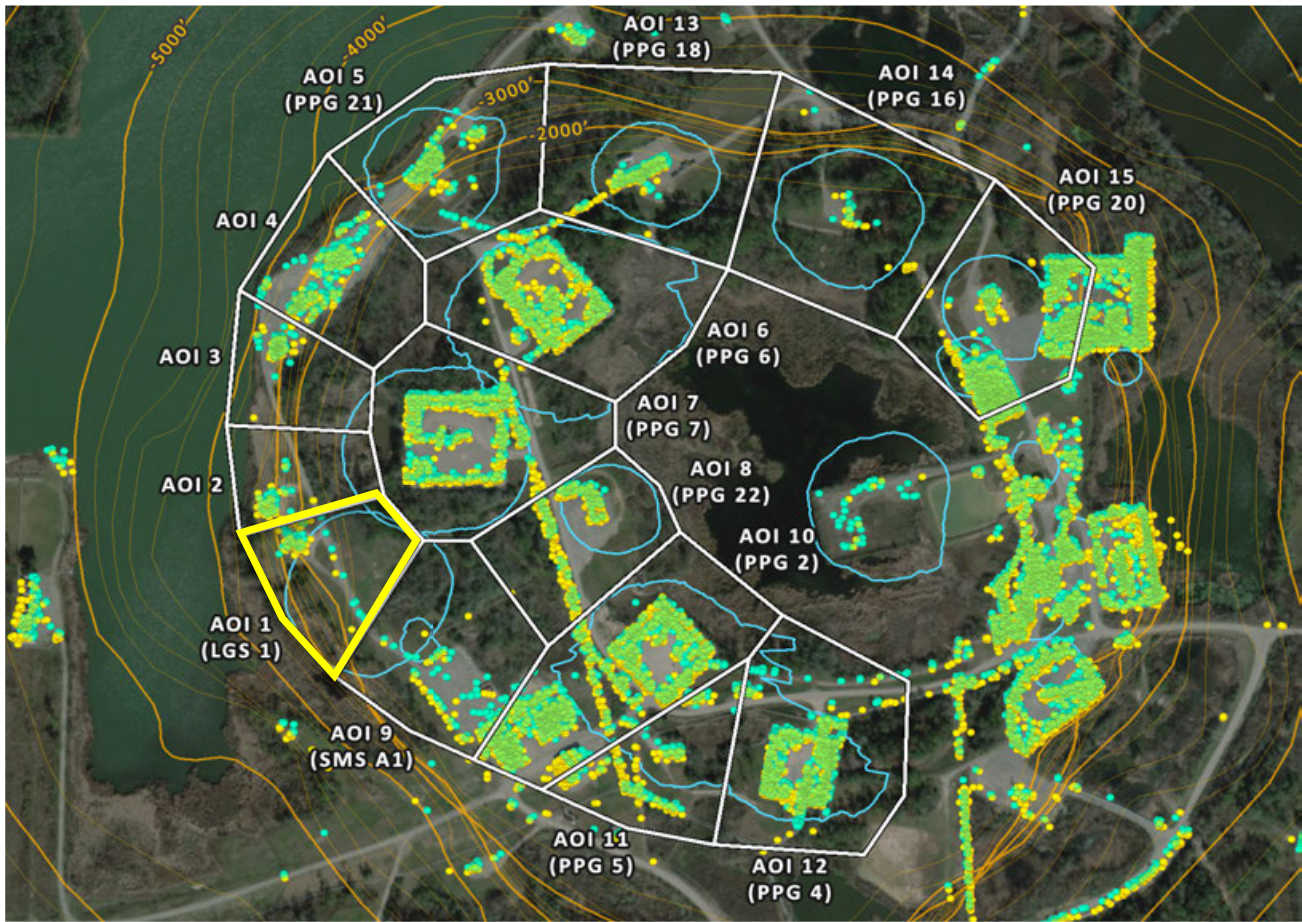 -5000'
-4000'
AOI 13
(PPG 18)
AOI 5
(PPG 21)
AOI 14
(PPG 16)
-3000'
-2000'
AOI 15
(PPG 20)
AOI 4
AOI 6
(PPG 6)
AOI 3
AOI 7
(PPG 7)
AOI 8
(PPG 22)
AOI 2
AOI 10
(PPG 2)
AOI 1
(LGS 1)
AOI 9
(SMS A1)
AOI 11
(PPG 5)
AOI 12
(PPG 4)